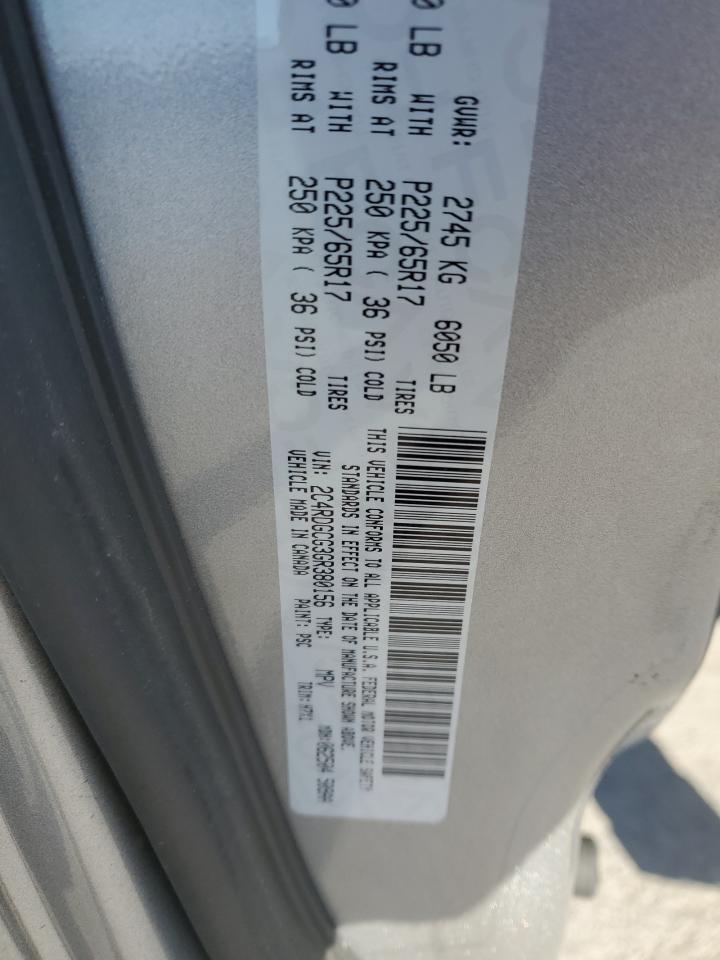 GVWR: 2745 KG 6050 LB
0 LB WITH P225/65R17 TIRES
RIMS AT 250 KPA ( 36 PSI) COLD
0 LB WITH P225/65R17 TIRES
RIMS AT 250 KPA ( 36 PSI) COLD
THIS VEHICLE CONFORMS TO ALL APPLICABLE U.S.A. FEDERAL MOTOR VEHICLE SAFETY
STANDARDS IN EFFECT ON THE DATE OF MANUFACTURE SHOWN ABOVE.
VIN: 2C4RDGCG3GR380156 TYPE: MPV
VEHICLE MADE IN CANADA PAINT: PSC